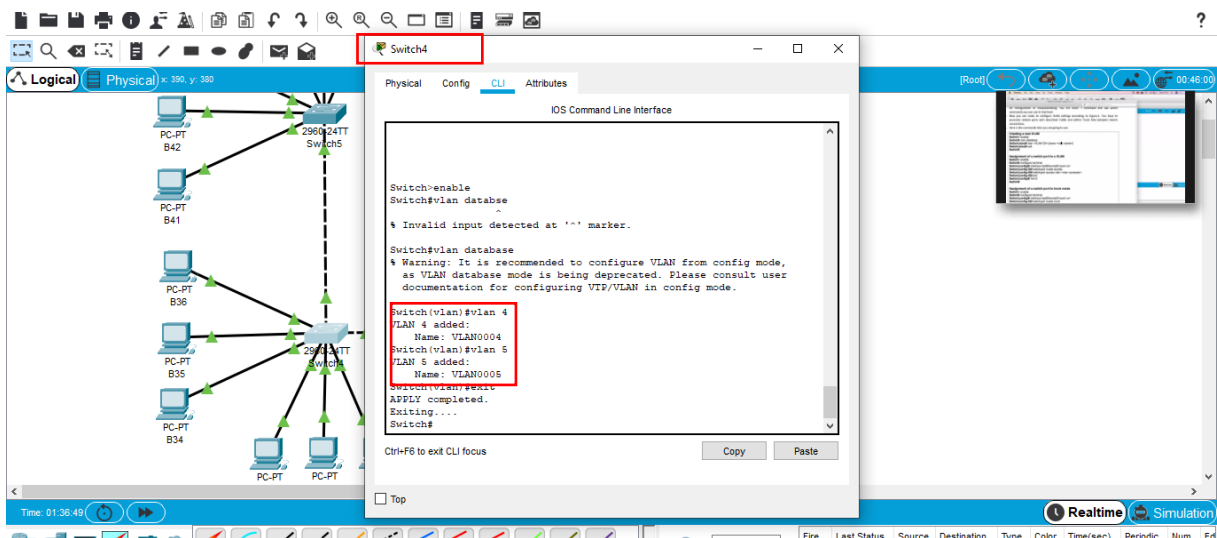 ?
Logical
Physical
x: 390, y: 380
[Root]
00:46:00
PC-PT
B42
2960-24TT
Switch5
PC-PT
B41
PC-PT
B36
PC-PT
B35
2960-24TT
Switch4
PC-PT
B34
PC-PT
PC-PT
Switch4
Physical
Config
CLI
Attributes
IOS Command Line Interface
Switch>enable
Switch#vlan databse
^
% Invalid input detected at '^' marker.
Switch#vlan database
% Warning: It is recommended to configure VLAN from config mode,
as VLAN database mode is being deprecated. Please consult user
documentation for configuring VTP/VLAN in config mode.
Switch(vlan)#vlan 4
VLAN 4 added:
Name: VLAN0004
Switch(vlan)#vlan 5
VLAN 5 added:
Name: VLAN0005
Switch(vlan)#exit
APPLY completed.
Exiting....
Switch#
Ctrl+F6 to exit CLI focus
Copy
Paste
Top
Time: 01:36:49
Realtime
Simulation
Fire Last Status Source Destination Type Color Time(sec) Periodic Num Ed